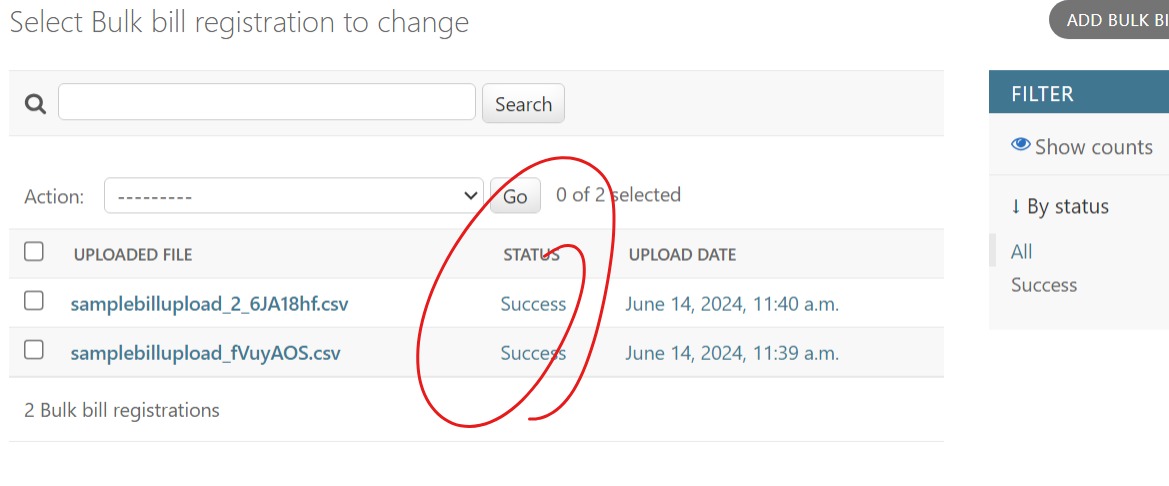 Select Bulk bill registration to change
ADD BULK BI
Search
Action: --------- Go 0 of 2 selected
UPLOADED FILE STATUS UPLOAD DATE
samplebillupload_2_6JA18hf.csv Success June 14, 2024, 11:40 a.m.
samplebillupload_fVuyAOS.csv Success June 14, 2024, 11:39 a.m.
2 Bulk bill registrations
FILTER
Show counts
↓ By status
All
Success